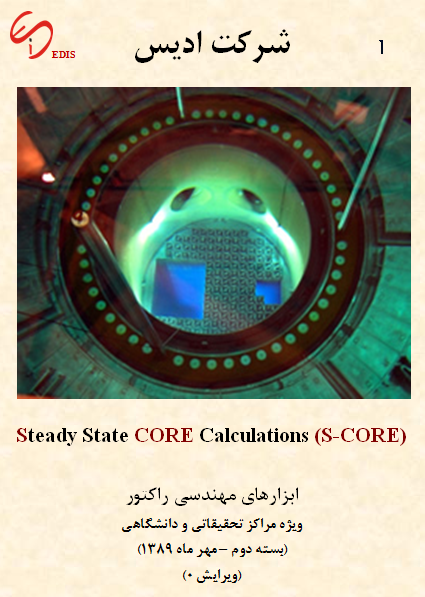 EDIS
شرکت ادیس
1
Steady State CORE Calculations (S-CORE)
ابزارهای مهندسی راکتور
ویژه مراکز تحقیقاتی و دانشگاهی
(بسته دوم – مهر ماه ۱۳۸۹)
(ویرایش ۰)